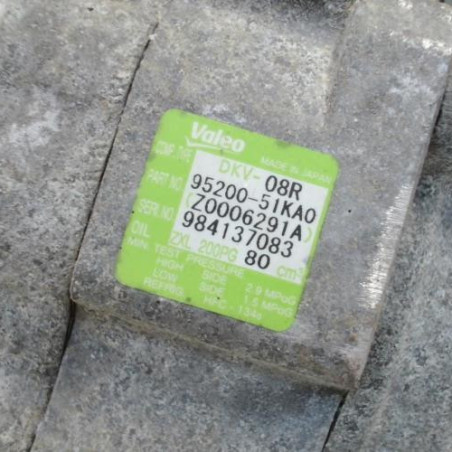 Valeo
MADE IN JAPAN
COMP. TYPE DKV- 08R
PART NO. 95200-51KA0
(Z0006291A)
SERIAL NO. 984137083
OIL ZXL 200PG 80 cm³
MIN. TEST PRESSURE
HIGH SIDE 2.9 MPaG
LOW SIDE 1.5 MPaG
REFRIG HFC-134a